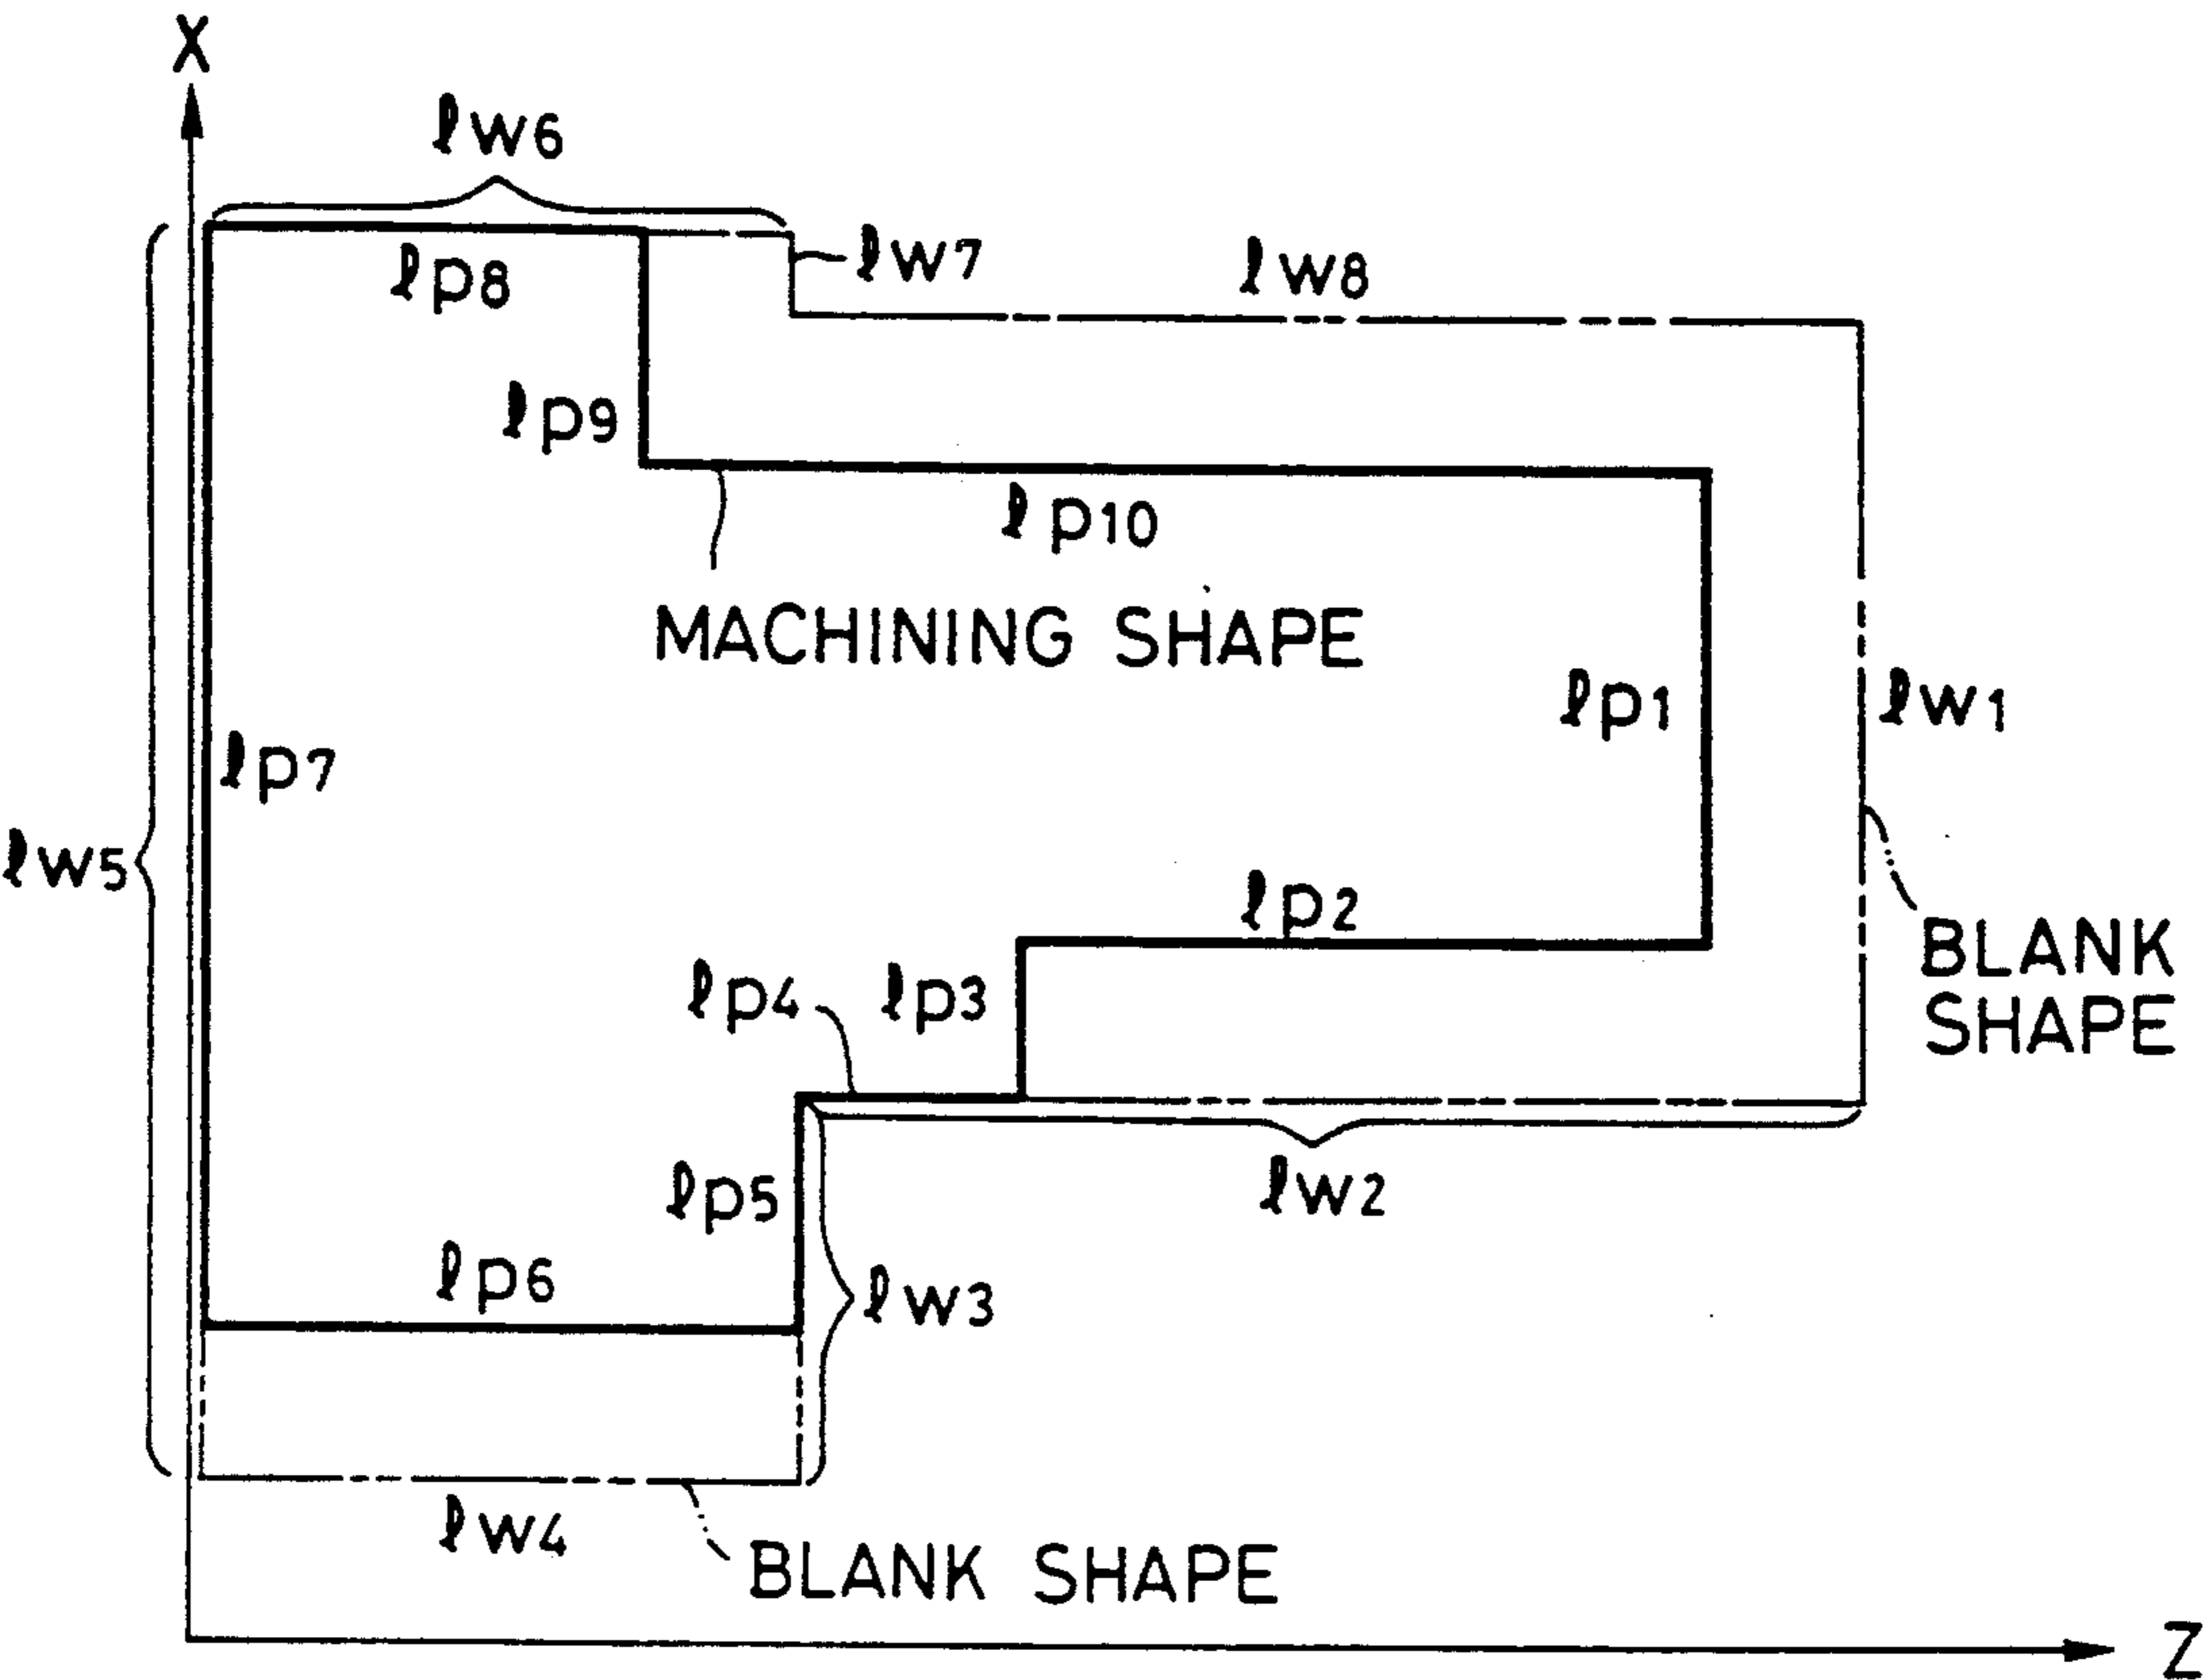 X
ℓw6
ℓw7
ℓw8
ℓp8
ℓp9
ℓp10
MACHINING SHAPE
ℓp1
ℓw1
ℓp7
ℓw5
ℓp2
BLANK
SHAPE
ℓp4
ℓp3
ℓp5
ℓw2
ℓp6
ℓw3
ℓw4
BLANK SHAPE
Z